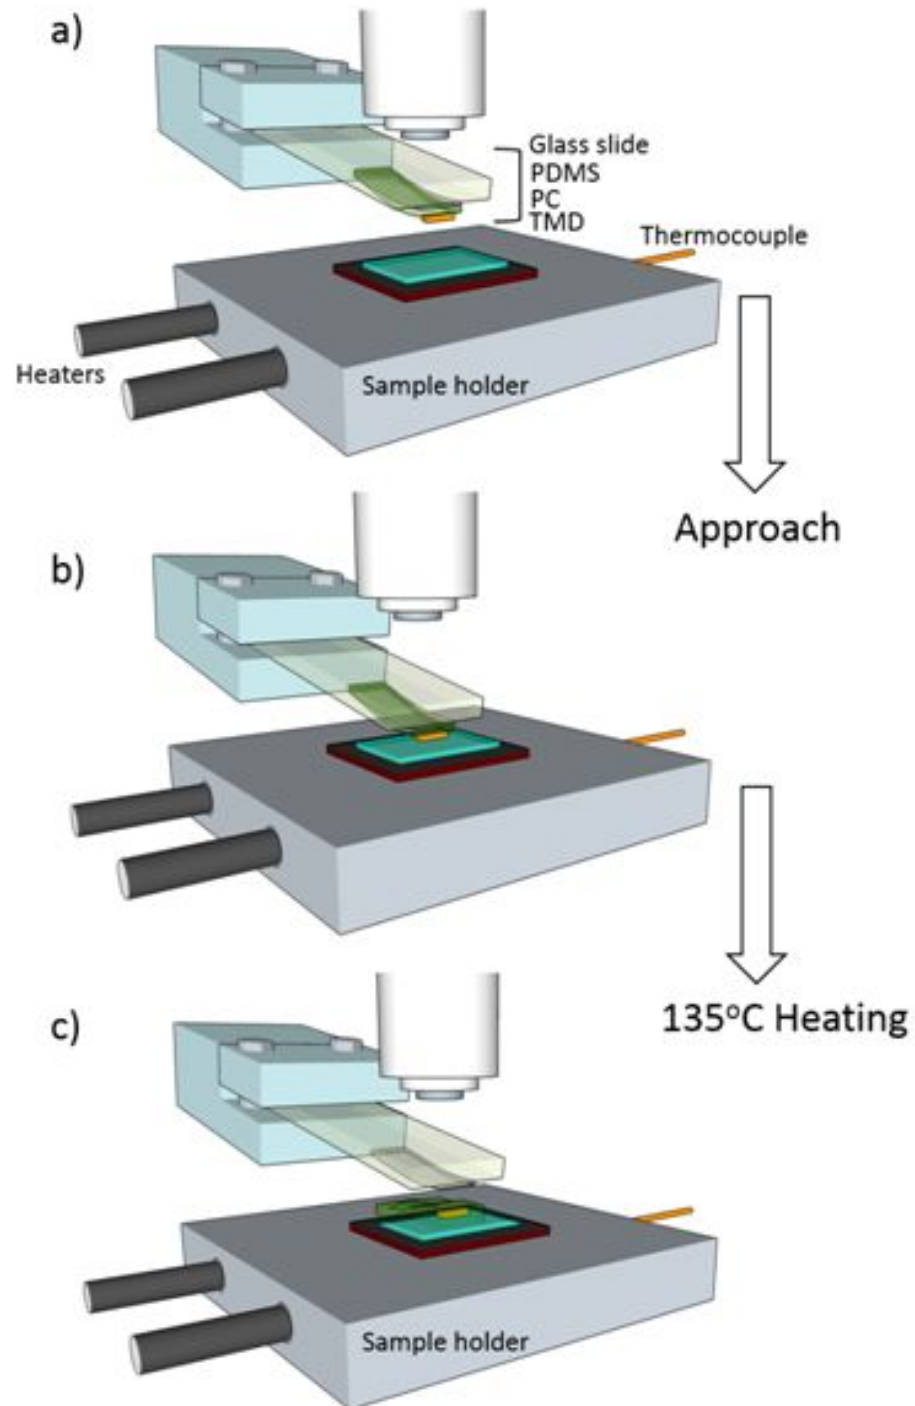 a)
Glass slide
PDMS
PC
TMD
Thermocouple
Heaters
Sample holder
Approach
b)
135°C Heating
c)
Sample holder